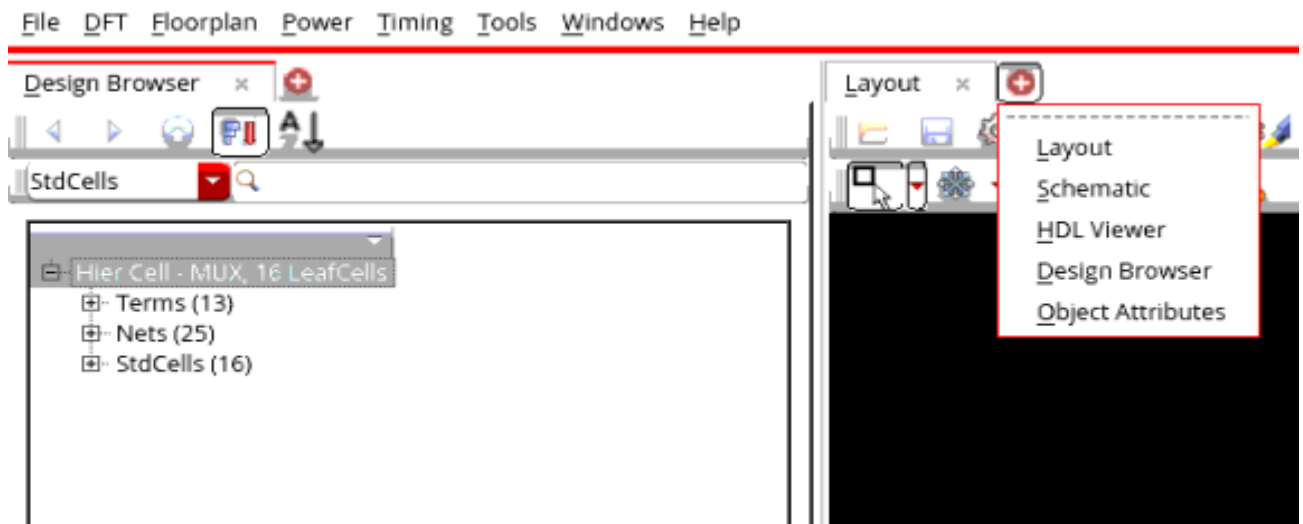 File DFT Floorplan Power Timing Tools Windows Help
Design Browser
Layout
StdCells
Hier Cell - MUX, 16 LeafCells
Terms (13)
Nets (25)
StdCells (16)
Layout
Schematic
HDL Viewer
Design Browser
Object Attributes